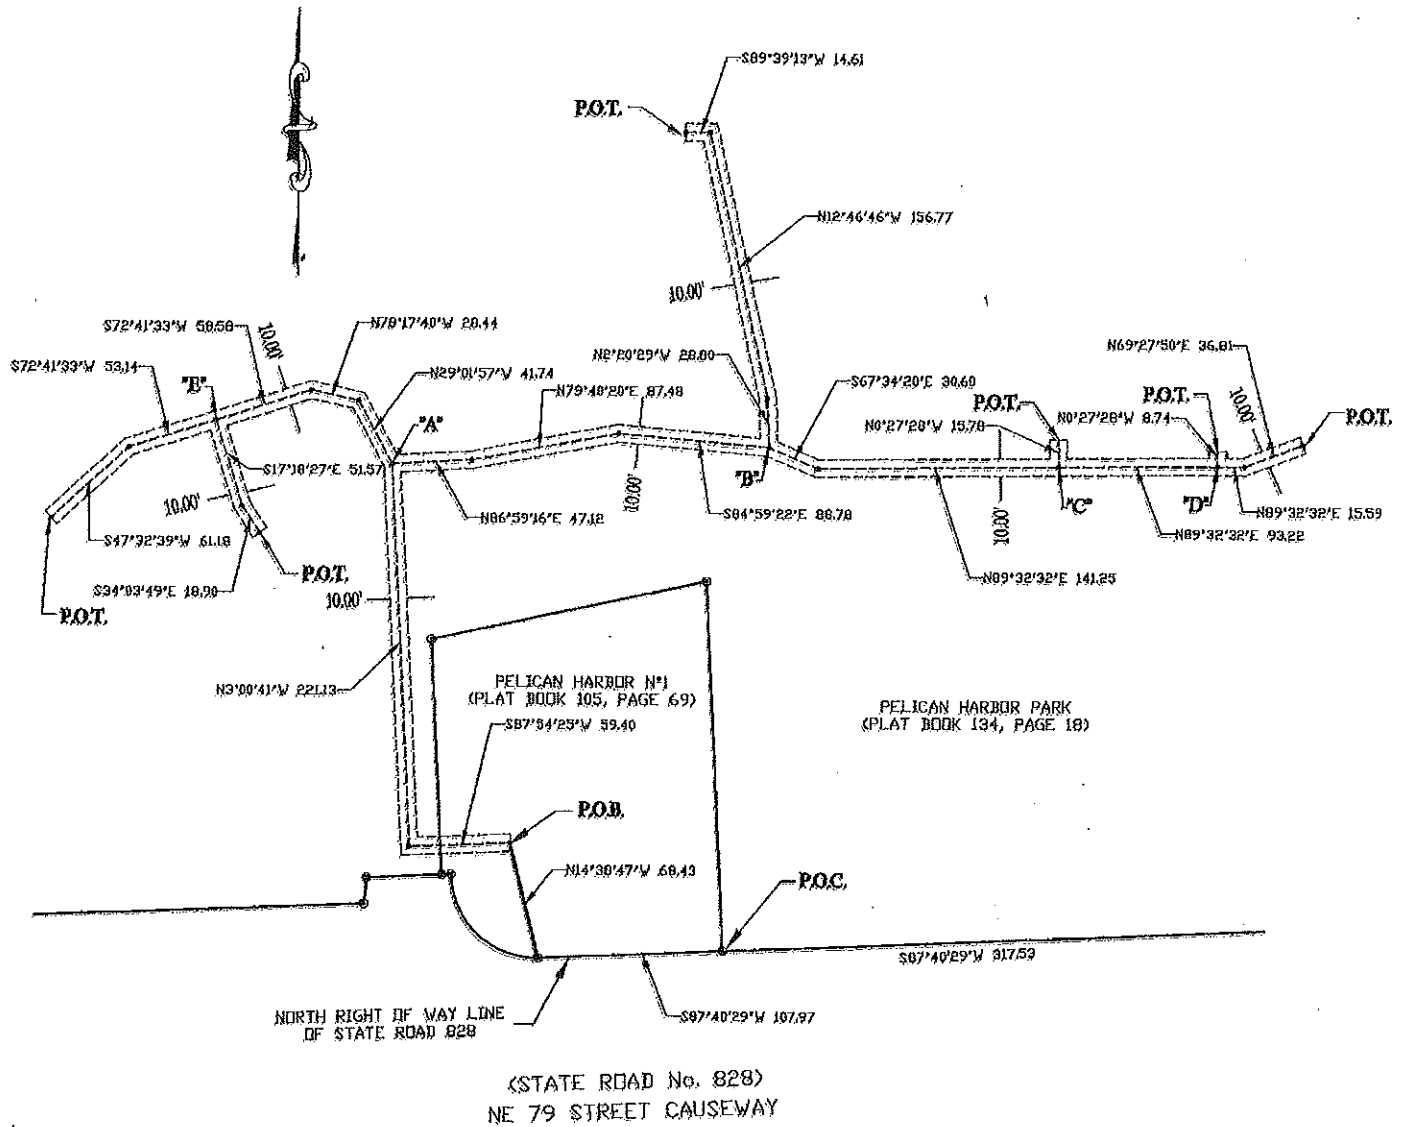 S89°39'13"W 14.61
P.O.T.
N12°46'46"W 156.77
10.00'
S72°41'33"W 58.58
10.00'
N78°17'40"W 28.44
S72°41'33"W 53.14
"E"
N29°01'57"W 41.74
N2°20'29"W 28.80
N79°40'20"E 87.48
S67°34'20"E 30.60
N69°27'50"E 36.81
P.O.T.
N0°27'28"W 15.78
P.O.T.
N0°27'28"W 8.74
10.00'
P.O.T.
"A"
S17°18'27"E 51.57
10.00'
"B"
"C"
"D"
N86°59'16"E 47.12
10.00'
S84°59'22"E 88.78
10.00'
N89°32'32"E 15.59
N89°32'32"E 93.22
S47°32'39"W 61.18
S34°03'49"E 18.90
P.O.T.
N89°32'32"E 141.25
P.O.T.
10.00'
N3°00'41"W 221.13
PELICAN HARBOR N°1
(PLAT BOOK 105, PAGE 69)
S87°54'25"W 59.40
PELICAN HARBOR PARK
(PLAT BOOK 134, PAGE 18)
P.O.B.
N14°38'47"W 68.43
P.O.C.
S87°40'29"W 317.53
NORTH RIGHT OF WAY LINE
OF STATE ROAD 828
S87°40'29"W 107.97
(STATE ROAD No. 828)
NE 79 STREET CAUSEWAY